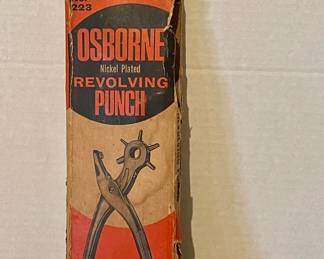 223
OSBORNE
Nickel Plated
REVOLVING
PUNCH